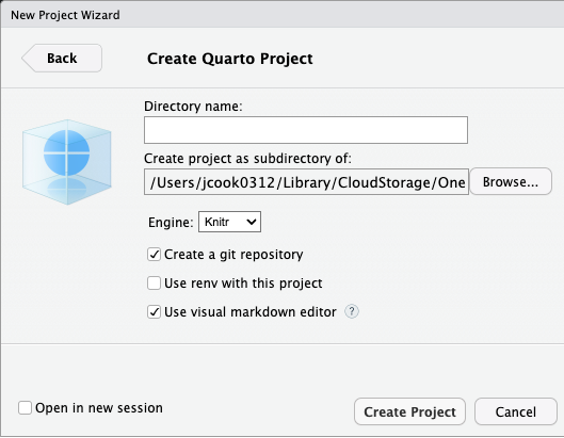 New Project Wizard
Back
Create Quarto Project
Directory name:
Create project as subdirectory of:
/Users/jcook0312/Library/CloudStorage/One
Browse...
Engine: Knitr
Create a git repository
Use renv with this project
Use visual markdown editor ?
Open in new session
Create Project
Cancel